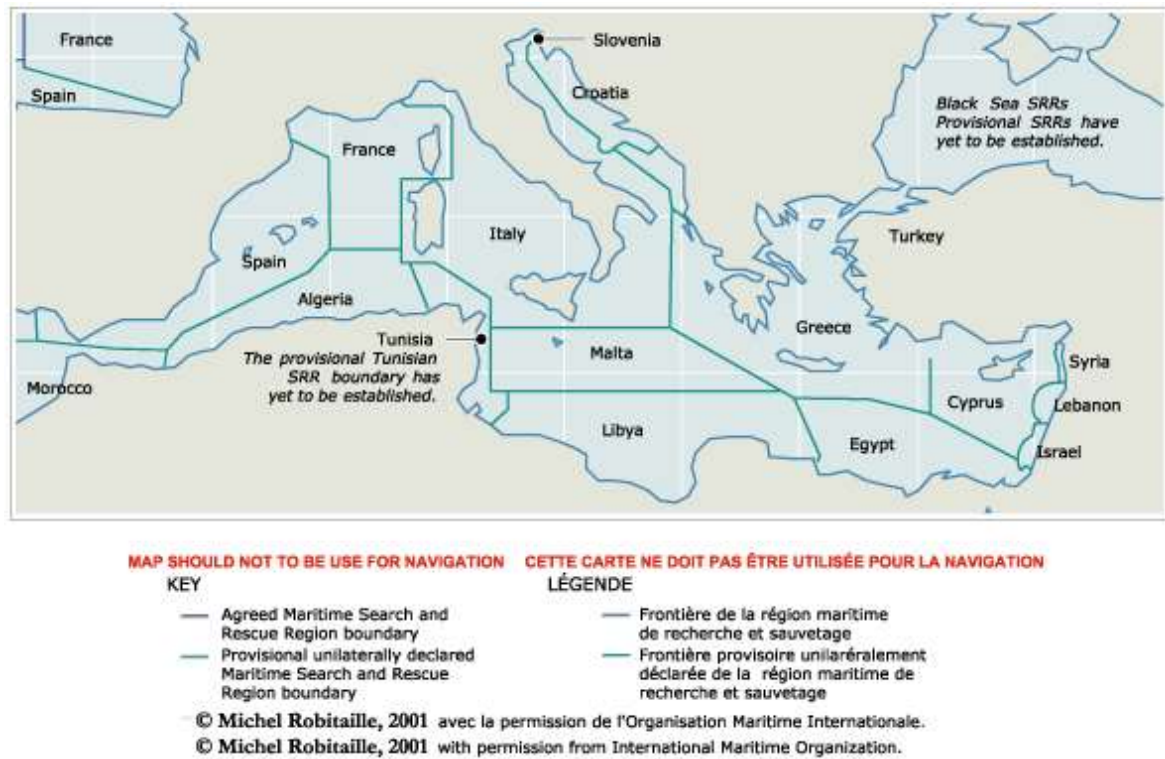 France
Slovenia
Spain
Croatia
Black Sea SRRs
Provisional SRRs have
yet to be established.
France
Italy
Turkey
Spain
Algeria
Greece
Tunisia
The provisional Tunisian
SRR boundary has
yet to be established.
Malta
Syria
Morocco
Cyprus
Lebanon
Libya
Egypt
Israel
MAP SHOULD NOT TO BE USE FOR NAVIGATION
CETTE CARTE NE DOIT PAS ÊTRE UTILISÉE POUR LA NAVIGATION
KEY
Agreed Maritime Search and
Rescue Region boundary
Provisional unilaterally declared
Maritime Search and Rescue
Region boundary
LÉGENDE
Frontière de la région maritime
de recherche et sauvetage
Frontière provisoire unilaréralement
déclarée de la région maritime de
recherche et sauvetage
© Michel Robitaille, 2001 avec la permission de l'Organisation Maritime Internationale.
© Michel Robitaille, 2001 with permission from International Maritime Organization.